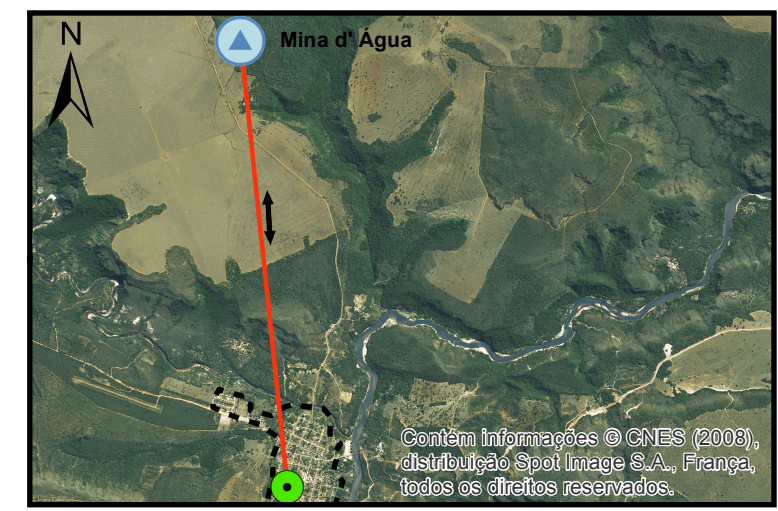 N
Mina d' Água
Contém informações © CNES (2008),
distribuição Spot Image S.A., França,
todos os direitos reservados.